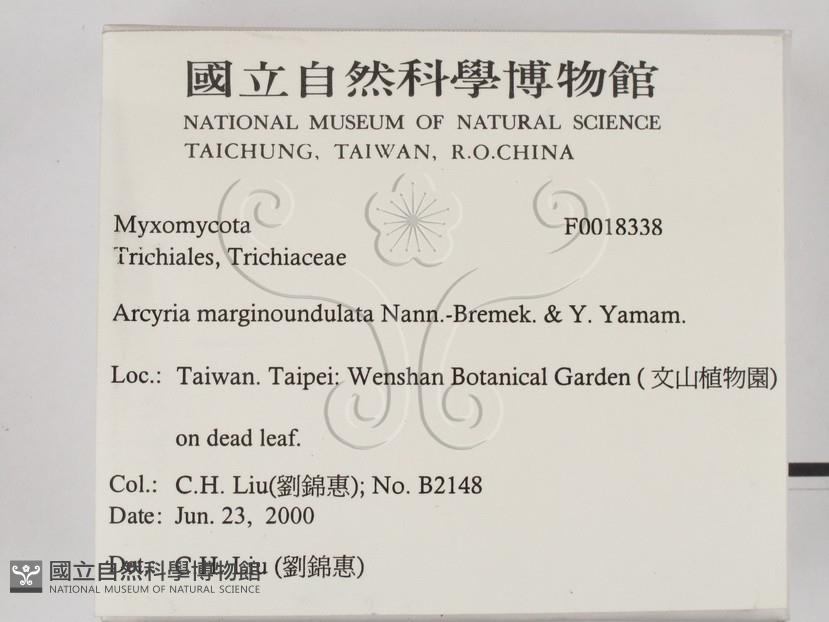 國立自然科學博物館
NATIONAL MUSEUM OF NATURAL SCIENCE
TAICHUNG, TAIWAN, R.O.CHINA
Myxomycota F0018338
Trichiales, Trichiaceae
Arcyria marginoundulata Nann.-Bremek. & Y. Yamam.
Loc.: Taiwan. Taipei: Wenshan Botanical Garden ( 文山植物園)
on dead leaf.
Col.: C.H. Liu(劉錦惠); No. B2148
Date: Jun. 23, 2000
Det.: C.H. Liu (劉錦惠)
國立自然科學博物館
NATIONAL MUSEUM OF NATURAL SCIENCE